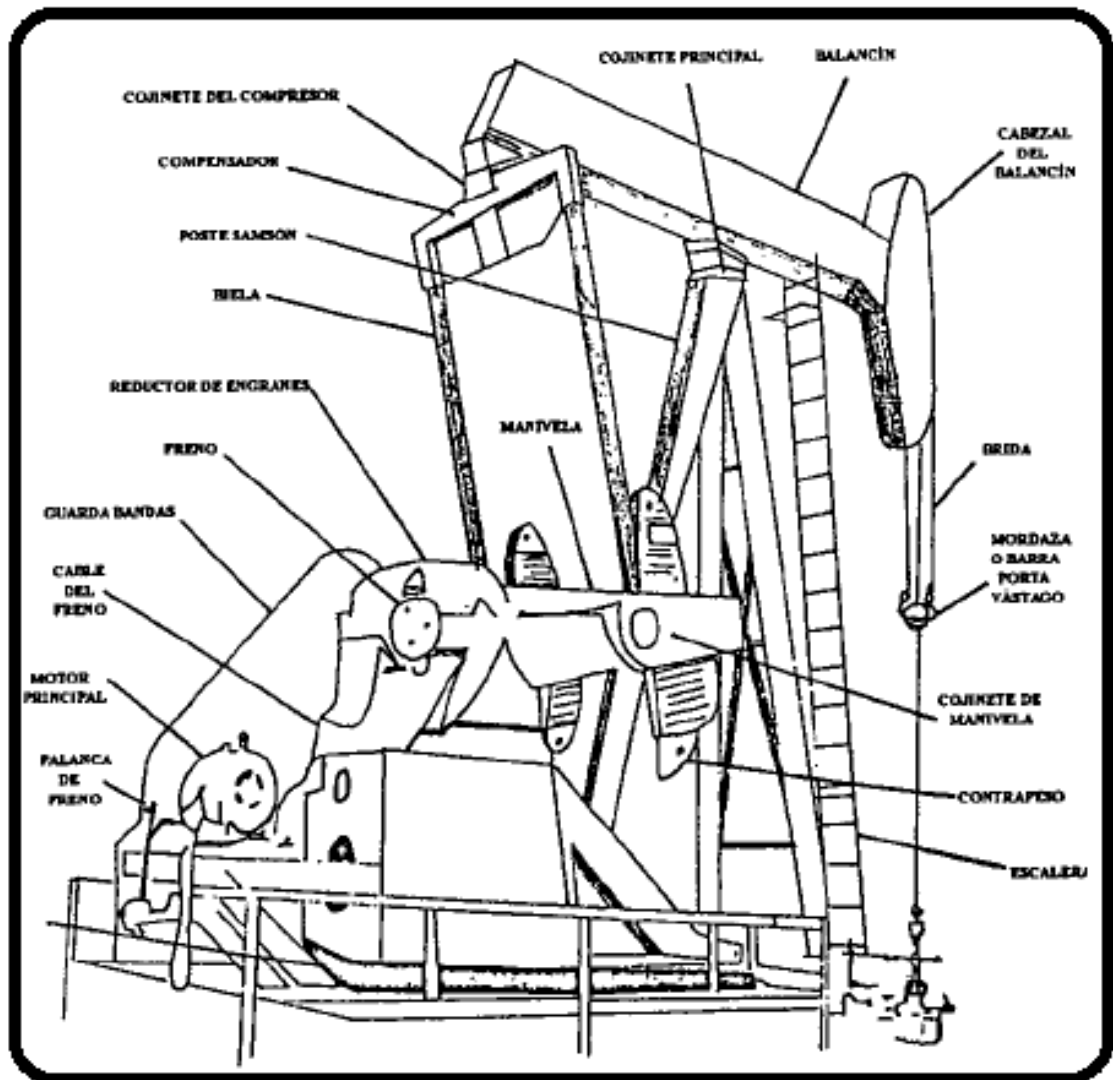 COJINETE PRINCIPAL
BALANCÍN
COJINETE DEL COMPRESOR
CABEZAL
DEL
BALANCÍN
COMPENSADOR
POSTE SAMSON
BIELA
REDUCTOR DE ENGRANES
MANIVELA
FRENO
BRIDA
GUARDA BANDAS
MORDAZA
O BARRA
PORTA
VÁSTAGO
CABLE
DEL
FRENO
MOTOR
PRINCIPAL
COJINETE DE
MANIVELA
PALANCA
DE
FRENO
CONTRAPESO
ESCALERA